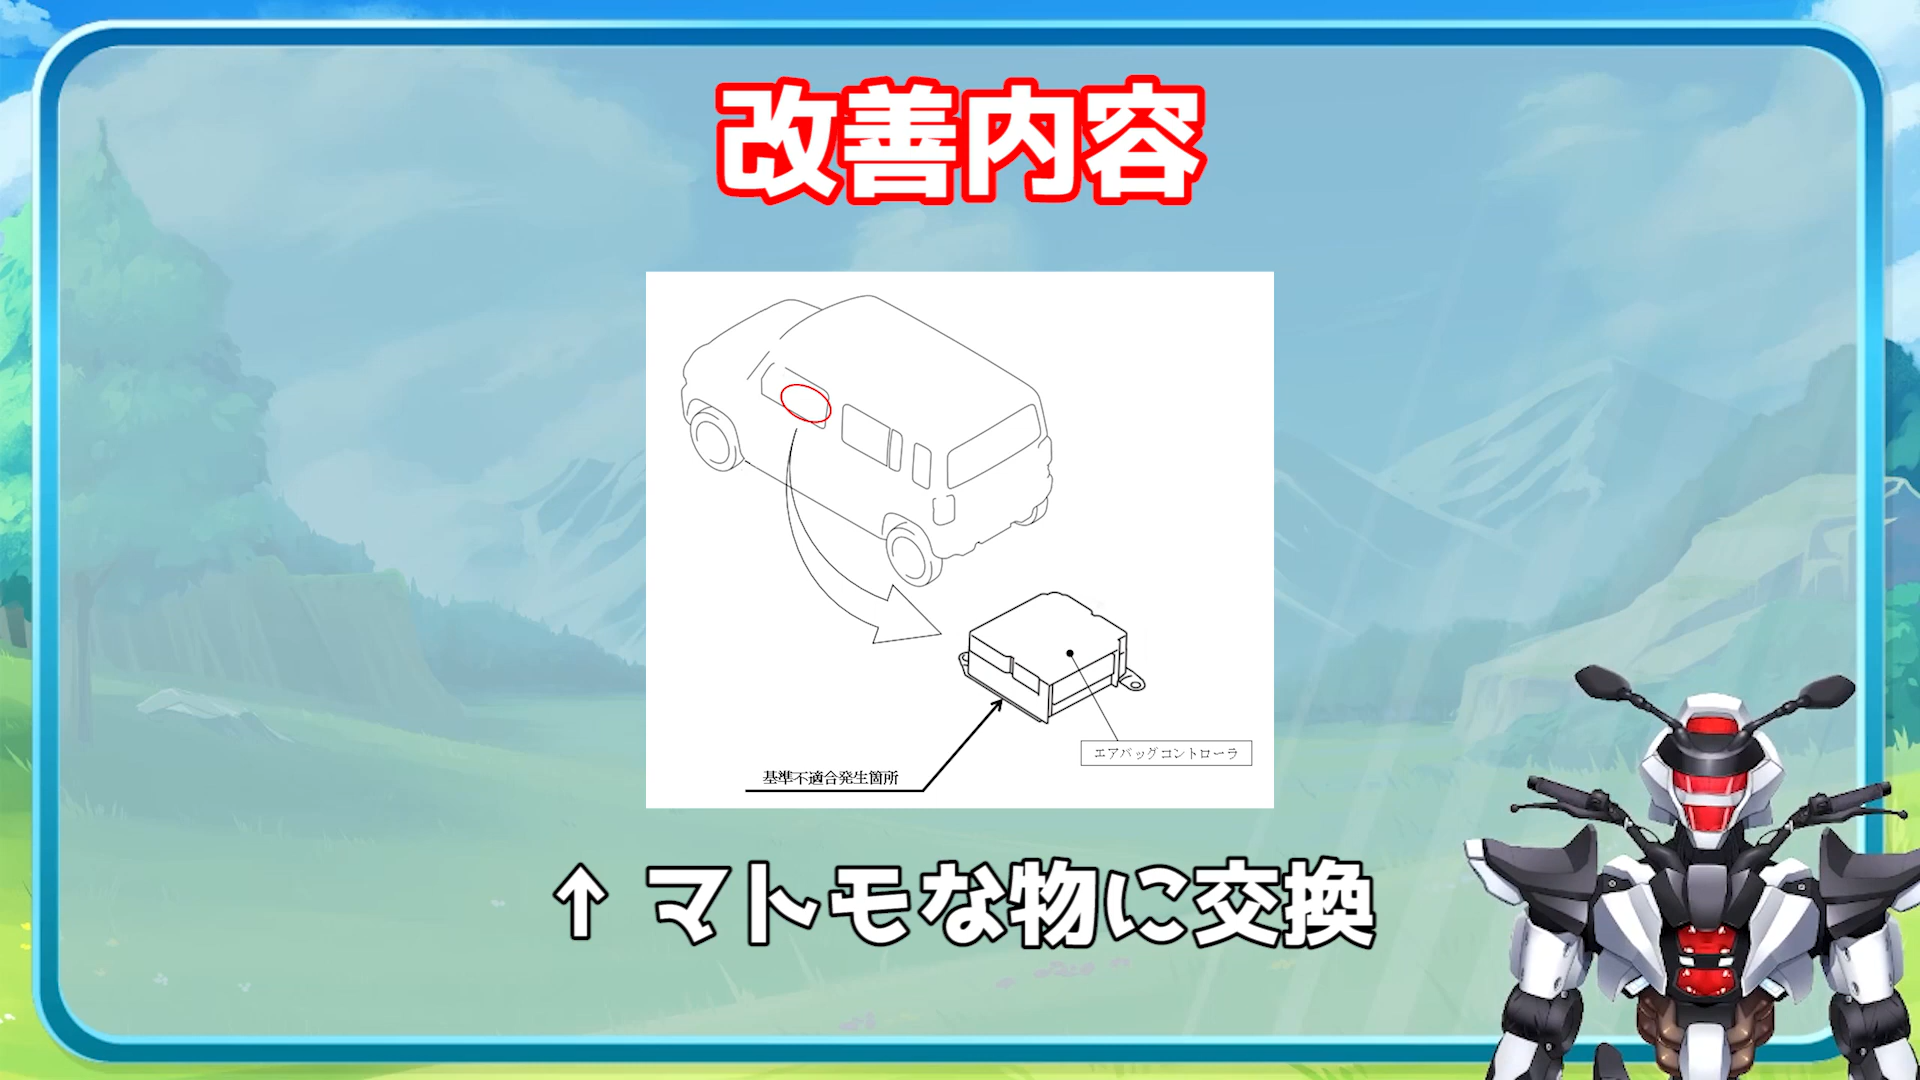 改善内容
エアバッグコントローラ
基準不適合発生箇所
↑ マトモな物に交換